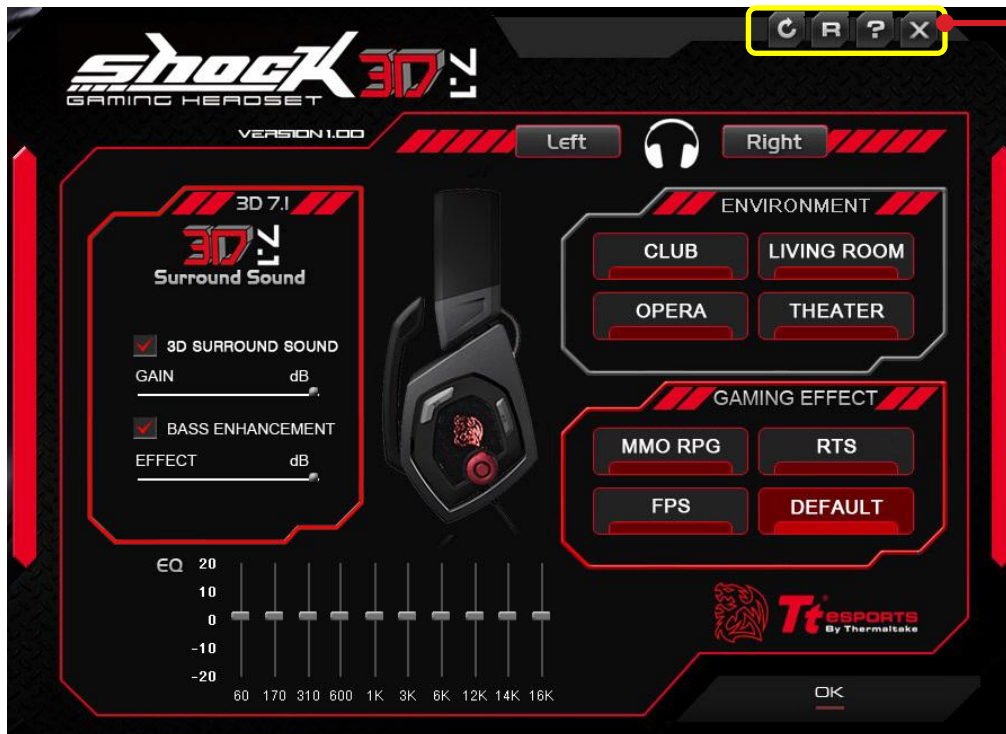 R ? X
shock 3D 7.1
GAMING HEADSET
VERSION 1.00
Left
Right
3D 7.1
3D 7.1
Surround Sound
3D SURROUND SOUND
GAIN dB
BASS ENHANCEMENT
EFFECT dB
ENVIRONMENT
CLUB LIVING ROOM
OPERA THEATER
GAMING EFFECT
MMO RPG RTS
FPS DEFAULT
EQ 20
10
0
-10
-20
60 170 310 600 1K 3K 6K 12K 14K 16K
Tt eSPORTS
By Thermaltake
OK